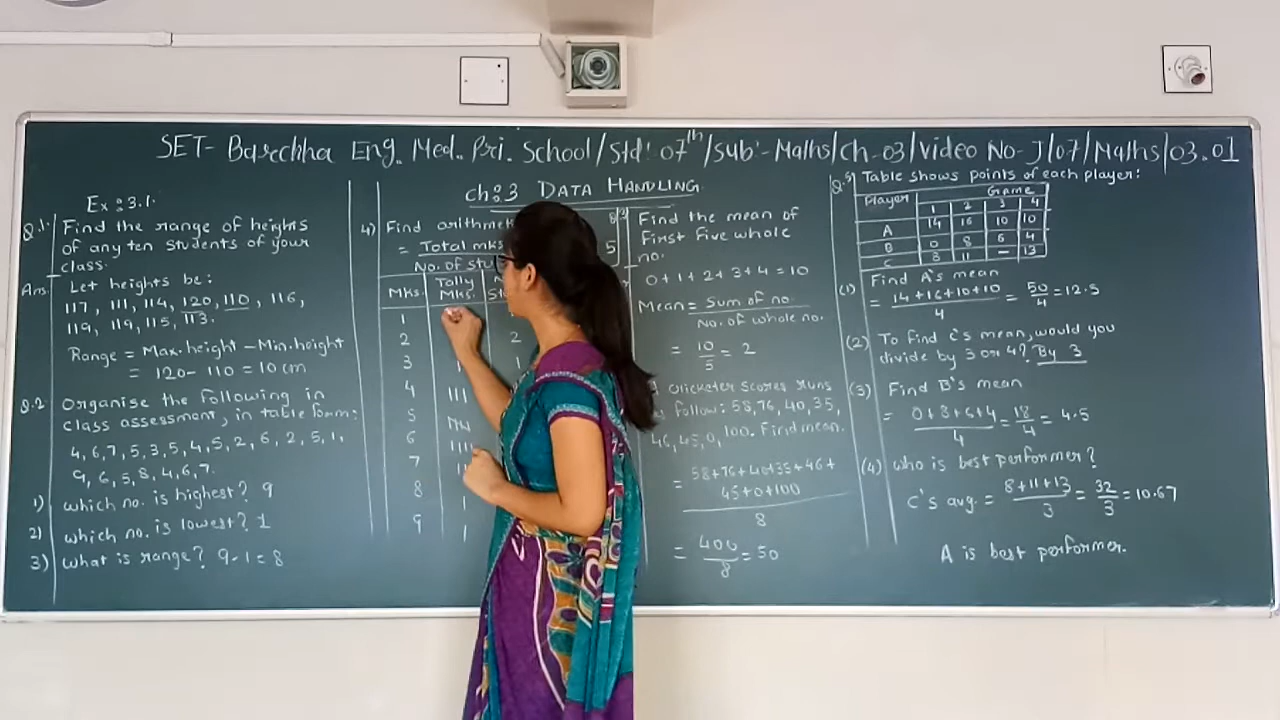 SET- Barechha Eng. Med. Pri. School/Std: 07th/Sub:-Maths/Ch-03/Video No-J/07/Maths/03.01
Ch:3 DATA HANDLING
Ex:3.1
Q.1. Find the range of heights
of any ten students of your
class.
Ans. Let heights be:
117, 111, 114, 120, 110, 116,
119, 119, 115, 113.
Range = Max. height - Min. height
= 120 - 110 = 10 cm
Q.2 Organise the following in
class assessment, in table form:
4, 6, 7, 5, 3, 5, 4, 5, 2, 6, 2, 5, 1,
9, 6, 5, 8, 4, 6, 7.
1) which no. is highest? 9
2) which no. is lowest? 1
3) what is range? 9-1=8
4) Find
= Total mks
No. of
Mks. Tally Mks.
1
2 2
3 1
4 |||
5
6 ||||
7
8 |
9 |
5
Find the mean of
First five whole
no.
0+1+2+3+4=10
Mean = Sum of no.
No. of whole no.
= 10/5 = 2
cricketer scores runs
follow: 58, 76, 40, 35,
46, 45, 0, 100. Find mean.
= 58+76+40+35+46+
45+0+100
8
= 400/8 = 50
Table shows points of each player:
Player Game
1 2 3 4
A 14 16 10 10
B 0 8 6 4
C 8 11 — 13
(1) Find A's mean
= 14+16+10+10/4 = 50/4 = 12.5
(2) To find C's mean, would you
divide by 3 or 4? By 3
(3) Find B's mean
= 0+8+6+4/4 = 18/4 = 4.5
(4) who is best performer?
C's avg. = 8+11+13/3 = 32/3 = 10.67
A is best performer.